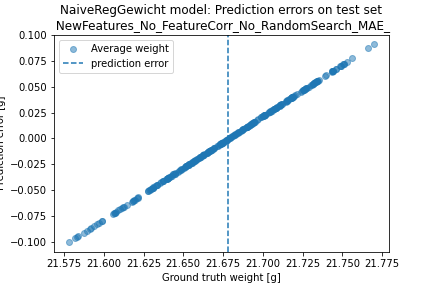 NaiveRegGewicht model: Prediction errors on test set
NewFeatures_No_FeatureCorr_No_RandomSearch_MAE_
Average weight
prediction error
0.100
0.075
0.050
0.025
0.000
−0.025
−0.050
−0.075
−0.100
error [g]
21.575 21.600 21.625 21.650 21.675 21.700 21.725 21.750 21.775
Ground truth weight [g]